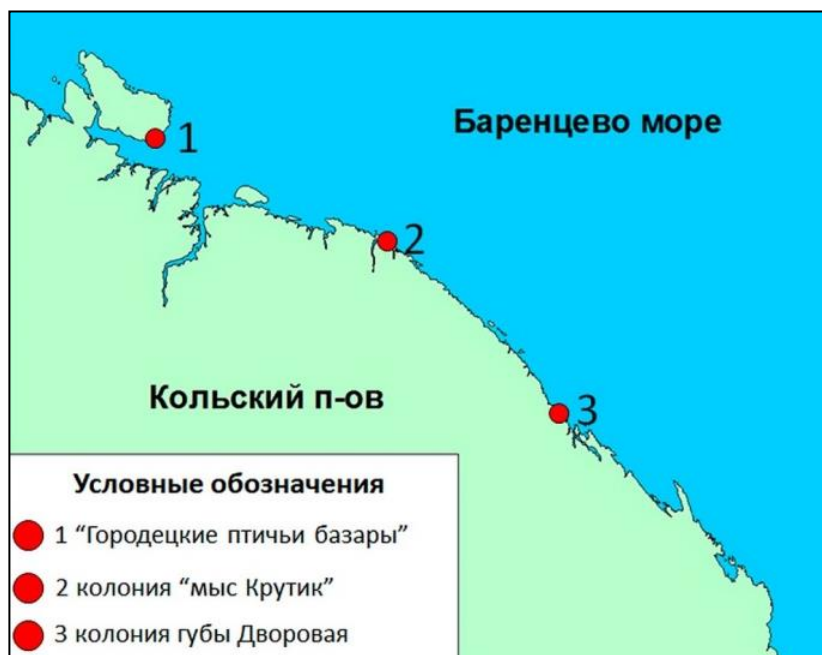 Баренцево море
1
2
Кольский п-ов
3
Условные обозначения
1 “Городецкие птичьи базары”
2 колония “мыс Крутик”
3 колония губы Дворовая